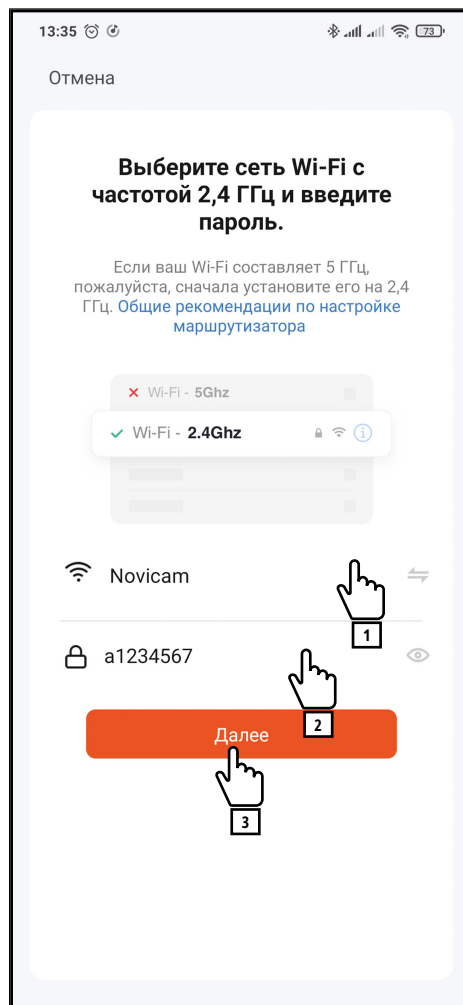 13:35 73
Отмена
Выберите сеть Wi-Fi с
частотой 2,4 ГГц и введите
пароль.
Если ваш Wi-Fi составляет 5 ГГц,
пожалуйста, сначала установите его на 2,4
ГГц. Общие рекомендации по настройке
маршрутизатора
Wi-Fi - 5Ghz
Wi-Fi - 2.4Ghz
Novicam
1
a1234567
2
Далее
3